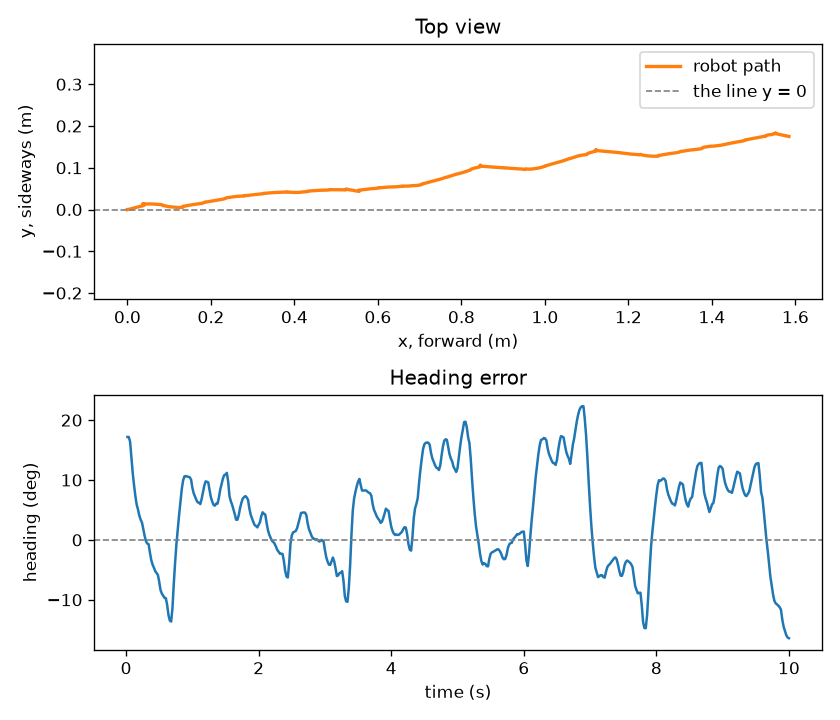 Top view
robot path
the line y = 0
0.3
0.2
0.1
0.0
−0.1
−0.2
y, sideways (m)
0.0 0.2 0.4 0.6 0.8 1.0 1.2 1.4 1.6
x, forward (m)
Heading error
20
10
0
−10
heading (deg)
0 2 4 6 8 10
time (s)